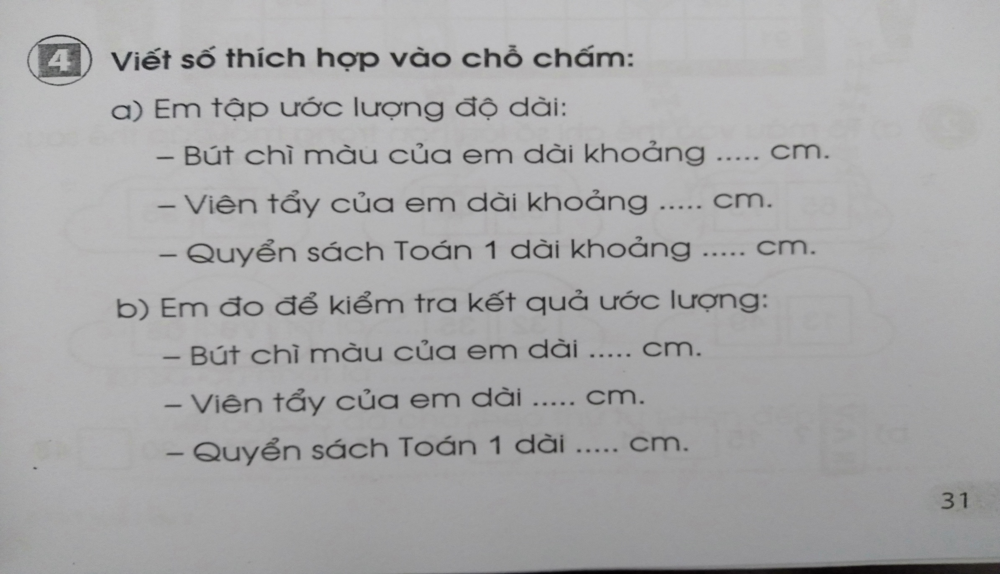 4 Viết số thích hợp vào chỗ chấm:
a) Em tập ước lượng độ dài:
– Bút chì màu của em dài khoảng ..... cm.
– Viên tẩy của em dài khoảng ..... cm.
– Quyển sách Toán 1 dài khoảng ..... cm.
b) Em đo để kiểm tra kết quả ước lượng:
– Bút chì màu của em dài ..... cm.
– Viên tẩy của em dài ..... cm.
– Quyển sách Toán 1 dài ..... cm.
31